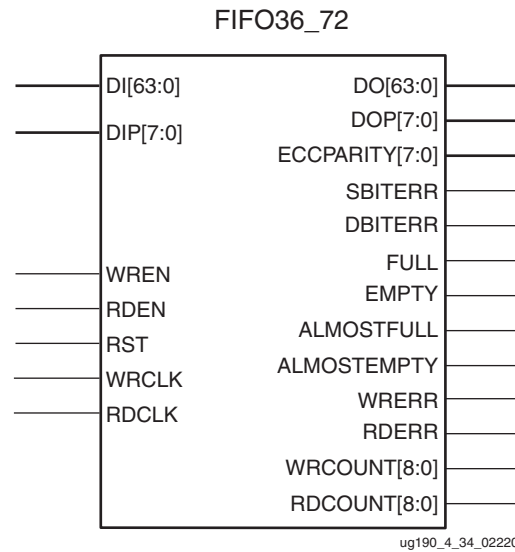 FIFO36_72
DI[63:0]
DIP[7:0]
WREN
RDEN
RST
WRCLK
RDCLK
DO[63:0]
DOP[7:0]
ECCPARITY[7:0]
SBITERR
DBITERR
FULL
EMPTY
ALMOSTFULL
ALMOSTEMPTY
WRERR
RDERR
WRCOUNT[8:0]
RDCOUNT[8:0]
ug190_4_34_02220